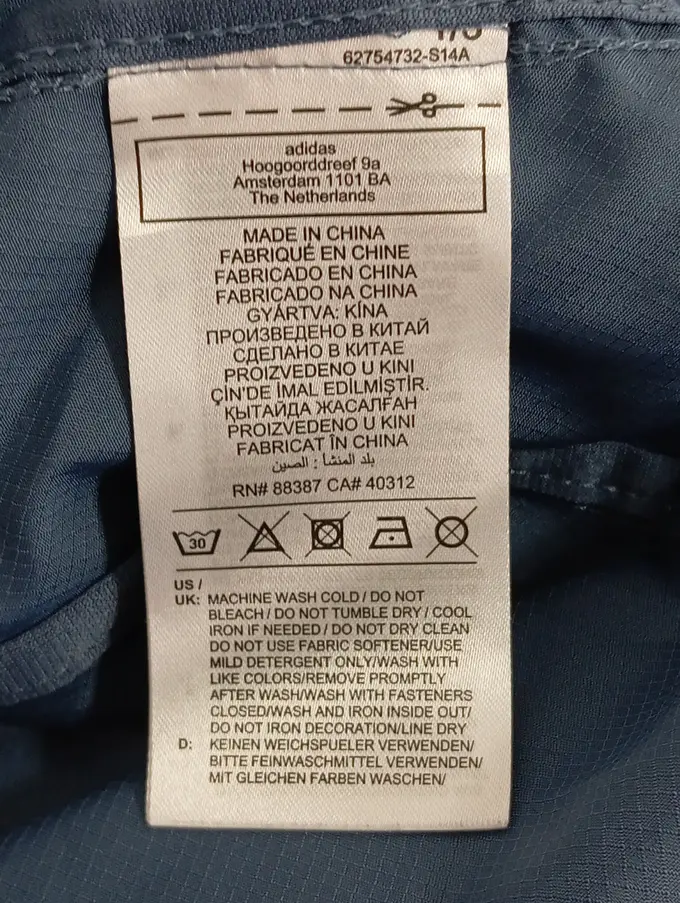 62754732-S14A
adidas
Hoogoorddreef 9a
Amsterdam 1101 BA
The Netherlands
MADE IN CHINA
FABRIQUÉ EN CHINE
FABRICADO EN CHINA
FABRICADO NA CHINA
GYÁRTVA: KÍNA
ПРОИЗВЕДЕНО В КИТАЙ
СДЕЛАНО В КИТАЕ
PROIZVEDENO U KINI
ÇİN'DE İMAL EDİLMİŞTİR.
ҚЫТАЙДА ЖАСАЛҒАН
PROIZVEDENO U KINI
FABRICAT ÎN CHINA
بلد المنشأ : الصين
RN# 88387 CA# 40312
30
US /
UK: MACHINE WASH COLD / DO NOT
BLEACH / DO NOT TUMBLE DRY / COOL
IRON IF NEEDED / DO NOT DRY CLEAN
DO NOT USE FABRIC SOFTENER/USE
MILD DETERGENT ONLY/WASH WITH
LIKE COLORS/REMOVE PROMPTLY
AFTER WASH/WASH WITH FASTENERS
CLOSED/WASH AND IRON INSIDE OUT/
DO NOT IRON DECORATION/LINE DRY
D: KEINEN WEICHSPUELER VERWENDEN/
BITTE FEINWASCHMITTEL VERWENDEN/
MIT GLEICHEN FARBEN WASCHEN/